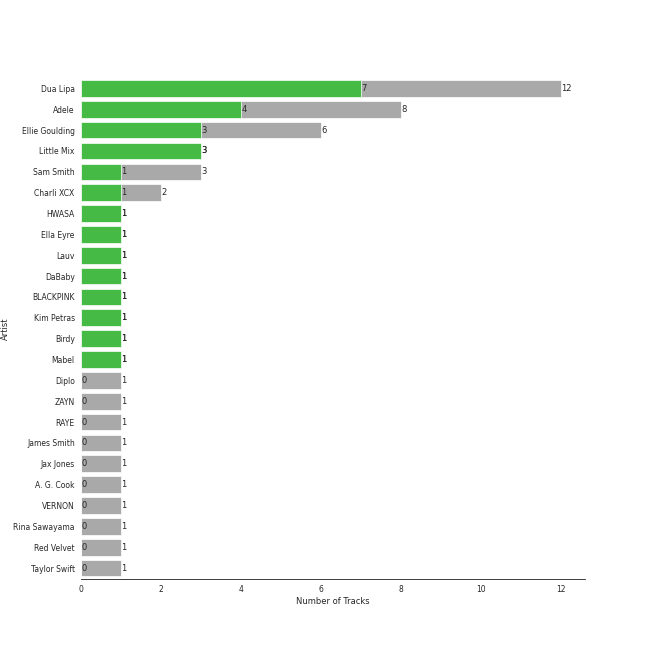 Dua Lipa 7 12
Adele 4 8
Ellie Goulding 3 6
Little Mix 3
Sam Smith 1 3
Charli XCX 1 2
HWASA 1
Ella Eyre 1
Lauv 1
DaBaby 1
BLACKPINK 1
Kim Petras 1
Birdy 1
Mabel 1
Diplo 0 1
ZAYN 0 1
RAYE 0 1
James Smith 0 1
Jax Jones 0 1
A. G. Cook 0 1
VERNON 0 1
Rina Sawayama 0 1
Red Velvet 0 1
Taylor Swift 0 1
Artist
0 2 4 6 8 10 12
Number of Tracks